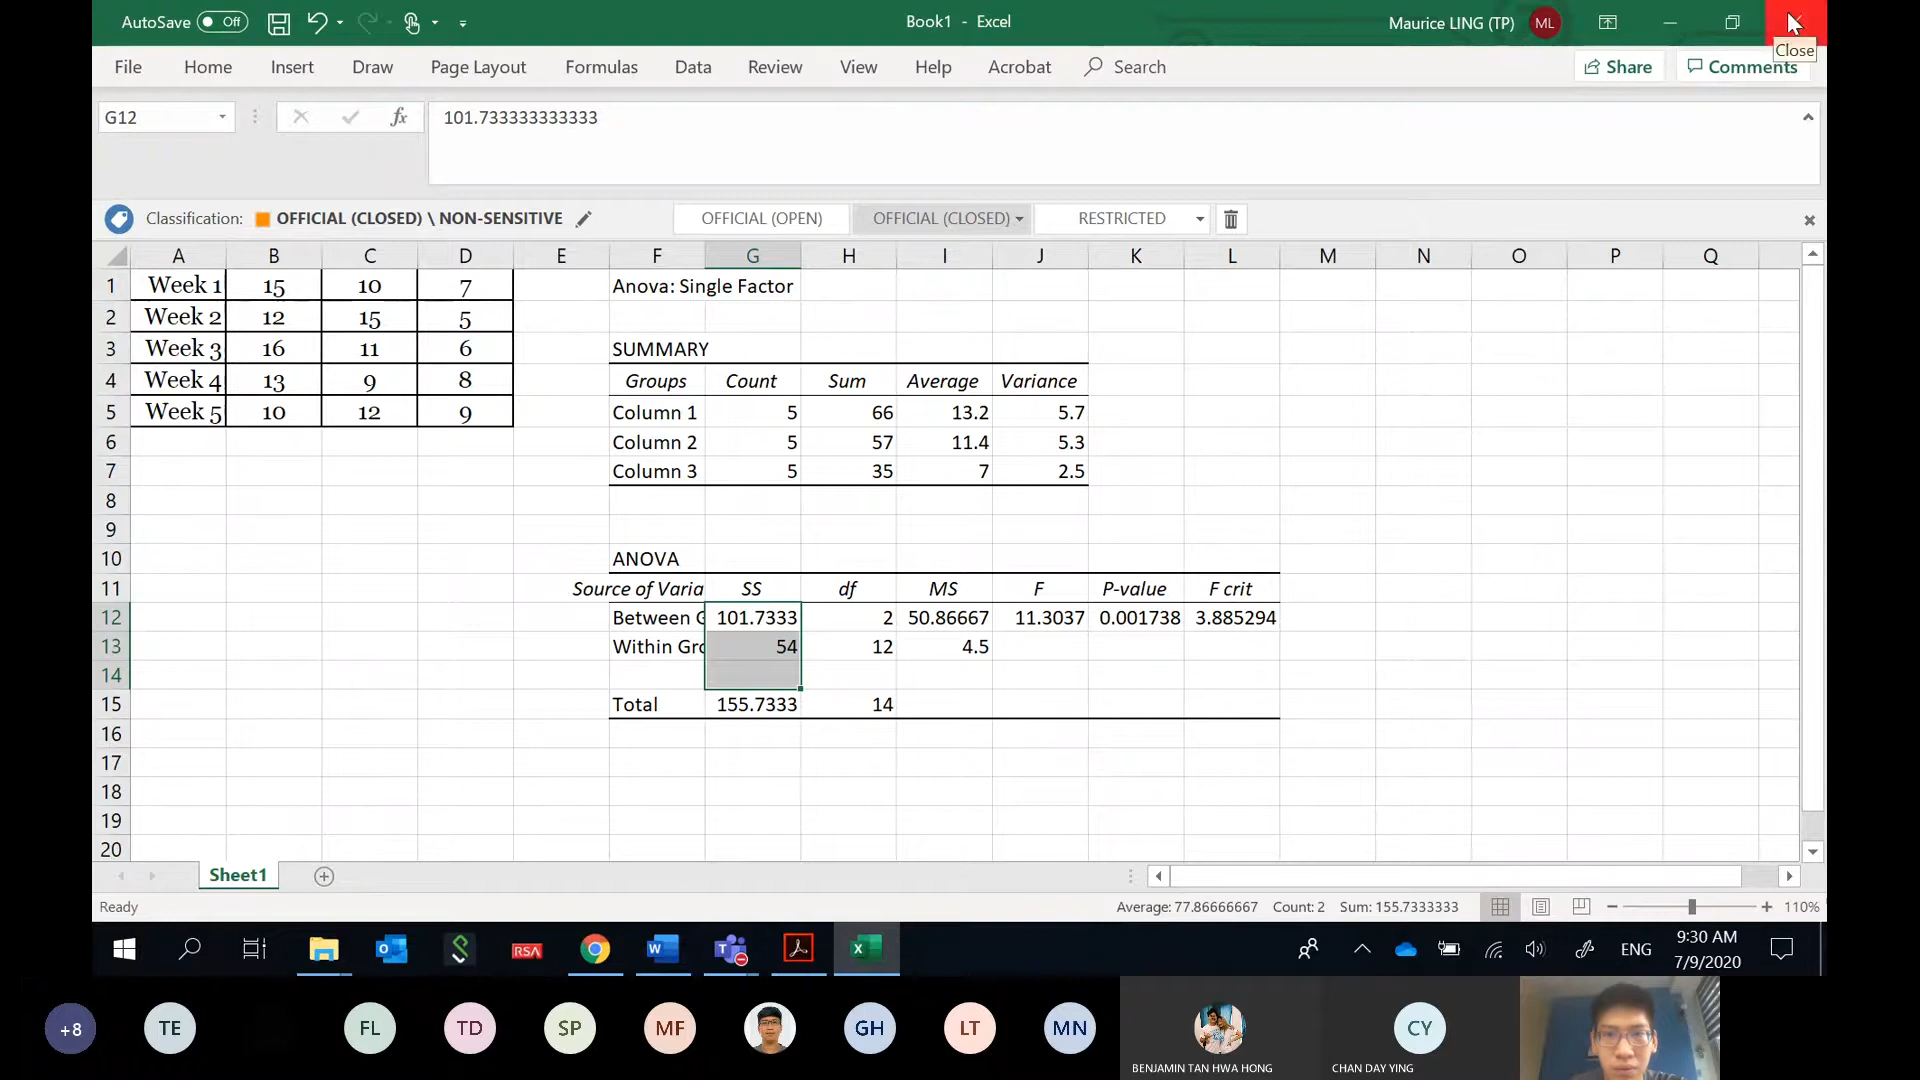 AutoSave Off Book1 - Excel Maurice LING (TP) ML
Close
File Home Insert Draw Page Layout Formulas Data Review View Help Acrobat Search Share Comments
G12 fx 101.733333333333
Classification: OFFICIAL (CLOSED) \ NON-SENSITIVE OFFICIAL (OPEN) OFFICIAL (CLOSED) RESTRICTED
A B C D E F G H I J K L M N O P Q
1 Week 1 15 10 7 Anova: Single Factor
2 Week 2 12 15 5
3 Week 3 16 11 6 SUMMARY
4 Week 4 13 9 8 Groups Count Sum Average Variance
5 Week 5 10 12 9 Column 1 5 66 13.2 5.7
6 Column 2 5 57 11.4 5.3
7 Column 3 5 35 7 2.5
8
9
10 ANOVA
11 Source of Varia SS df MS F P-value F crit
12 Between G 101.7333 2 50.86667 11.3037 0.001738 3.885294
13 Within Gro 54 12 4.5
14
15 Total 155.7333 14
16
17
18
19
20
Sheet1
Ready Average: 77.86666667 Count: 2 Sum: 155.7333333 110%
RSA ENG 9:30 AM
7/9/2020
+8 TE FL TD SP MF GH LT MN CY
BENJAMIN TAN HWA HONG CHAN DAY YING